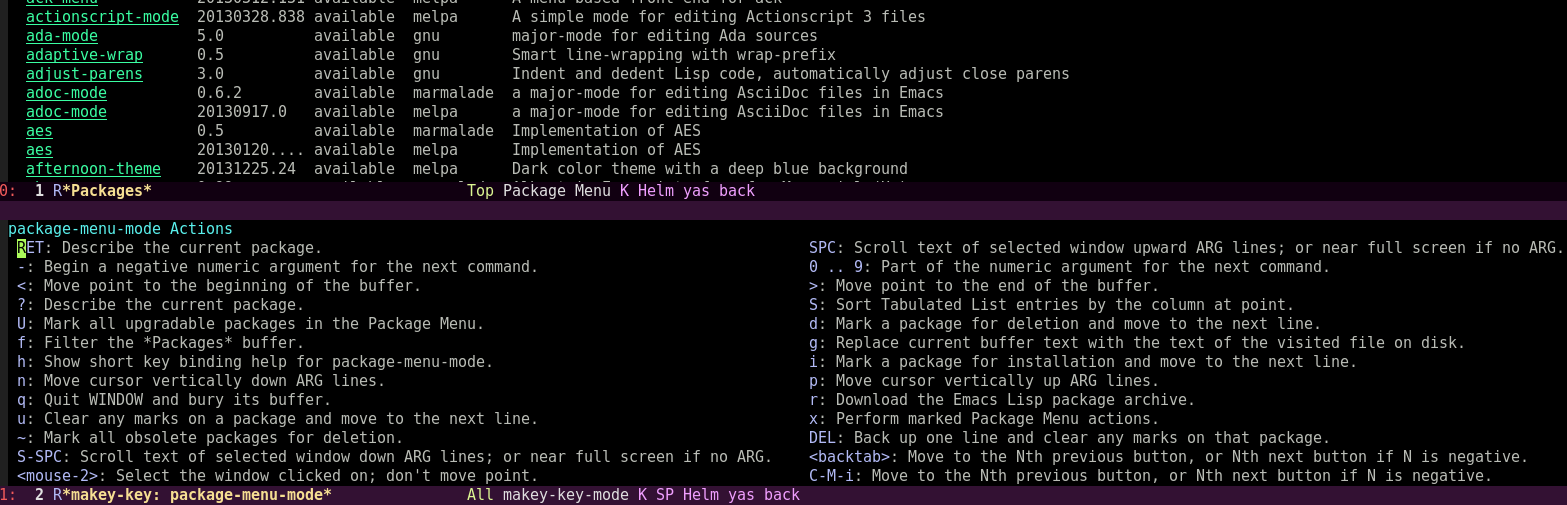 ack-menu 20130512.151 available melpa A menu-based front-end for ack
actionscript-mode 20130328.838 available melpa A simple mode for editing Actionscript 3 files
ada-mode 5.0 available gnu major-mode for editing Ada sources
adaptive-wrap 0.5 available gnu Smart line-wrapping with wrap-prefix
adjust-parens 3.0 available gnu Indent and dedent Lisp code, automatically adjust close parens
adoc-mode 0.6.2 available marmalade a major-mode for editing AsciiDoc files in Emacs
adoc-mode 20130917.0 available melpa a major-mode for editing AsciiDoc files in Emacs
aes 0.5 available marmalade Implementation of AES
aes 20130120.... available melpa Implementation of AES
afternoon-theme 20131225.24 available melpa Dark color theme with a deep blue background
0: 1 R*Packages* Top Package Menu K Helm yas back
package-menu-mode Actions
RET: Describe the current package. SPC: Scroll text of selected window upward ARG lines; or near full screen if no ARG.
-: Begin a negative numeric argument for the next command. 0 .. 9: Part of the numeric argument for the next command.
<: Move point to the beginning of the buffer. >: Move point to the end of the buffer.
?: Describe the current package. S: Sort Tabulated List entries by the column at point.
U: Mark all upgradable packages in the Package Menu. d: Mark a package for deletion and move to the next line.
f: Filter the *Packages* buffer. g: Replace current buffer text with the text of the visited file on disk.
h: Show short key binding help for package-menu-mode. i: Mark a package for installation and move to the next line.
n: Move cursor vertically down ARG lines. p: Move cursor vertically up ARG lines.
q: Quit WINDOW and bury its buffer. r: Download the Emacs Lisp package archive.
u: Clear any marks on a package and move to the next line. x: Perform marked Package Menu actions.
~: Mark all obsolete packages for deletion. DEL: Back up one line and clear any marks on that package.
S-SPC: Scroll text of selected window down ARG lines; or near full screen if no ARG. <backtab>: Move to the Nth previous button, or Nth next button if N is negative.
<mouse-2>: Select the window clicked on; don't move point. C-M-i: Move to the Nth previous button, or Nth next button if N is negative.
1: 2 R*makey-key: package-menu-mode* All makey-key-mode K SP Helm yas back